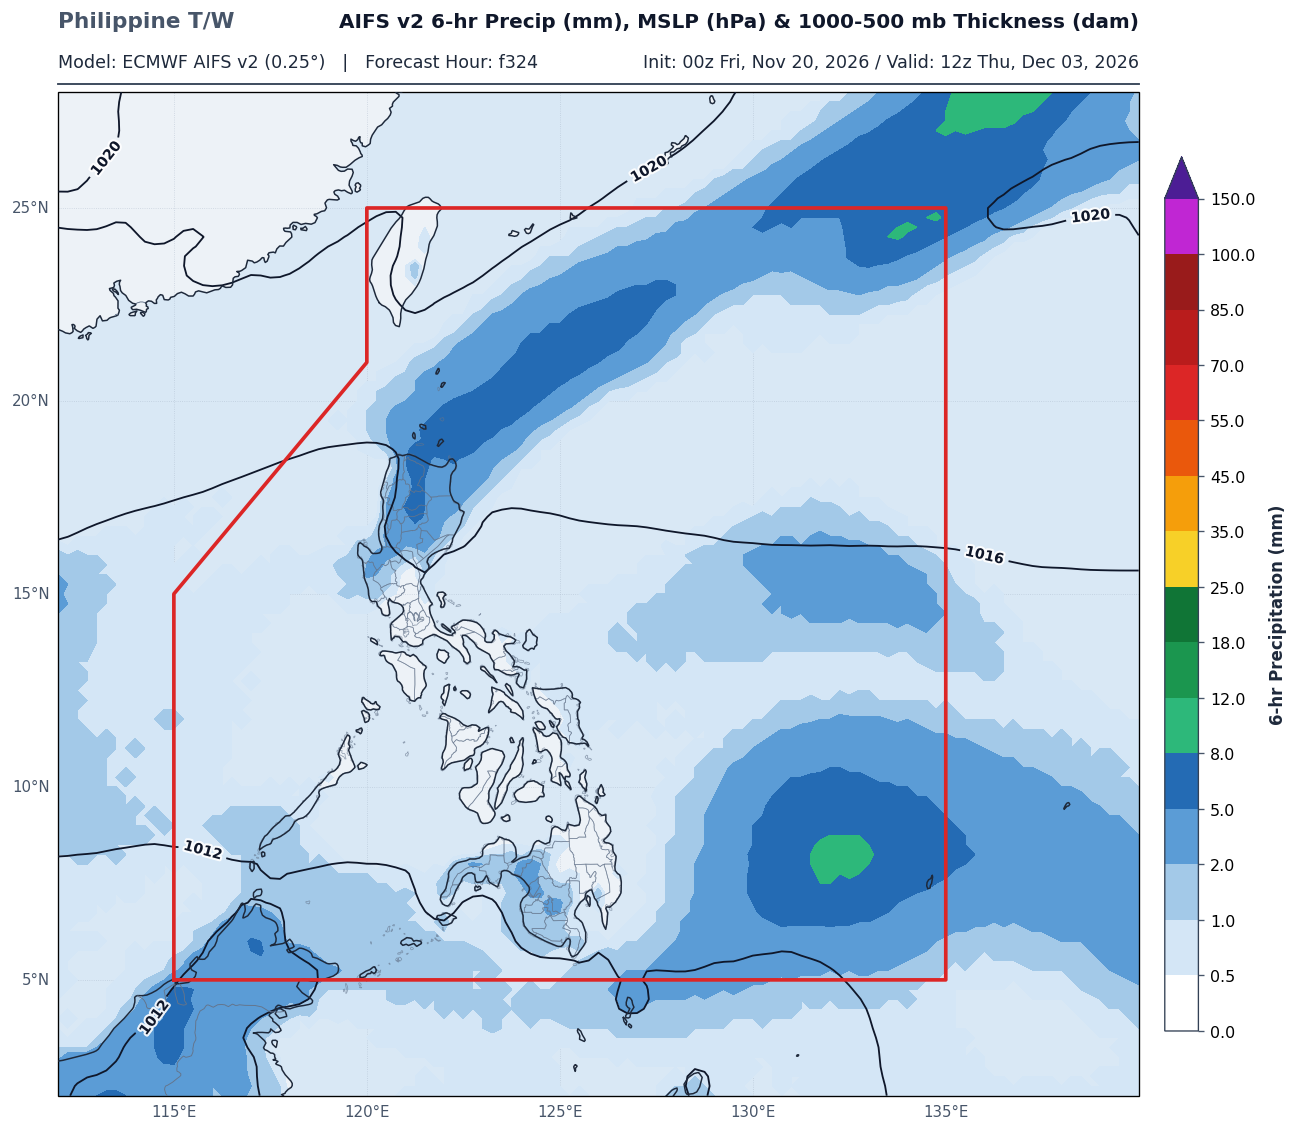 Philippine T/W
AIFS v2 6-hr Precip (mm), MSLP (hPa) & 1000-500 mb Thickness (dam)
Model: ECMWF AIFS v2 (0.25°) | Forecast Hour: f324
Init: 00z Fri, Nov 20, 2026 / Valid: 12z Thu, Dec 03, 2026
1020
1020
1020
1016
1012
1012
25°N
20°N
15°N
10°N
5°N
115°E
120°E
125°E
130°E
135°E
150.0
100.0
85.0
70.0
55.0
45.0
35.0
25.0
18.0
12.0
8.0
5.0
2.0
1.0
0.5
0.0
6-hr Precipitation (mm)